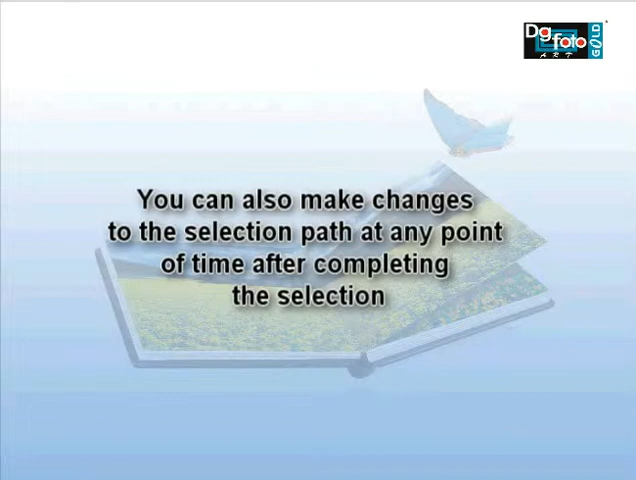 Dg
foto
ART
GOLD
You can also make changes
to the selection path at any point
of time after completing
the selection